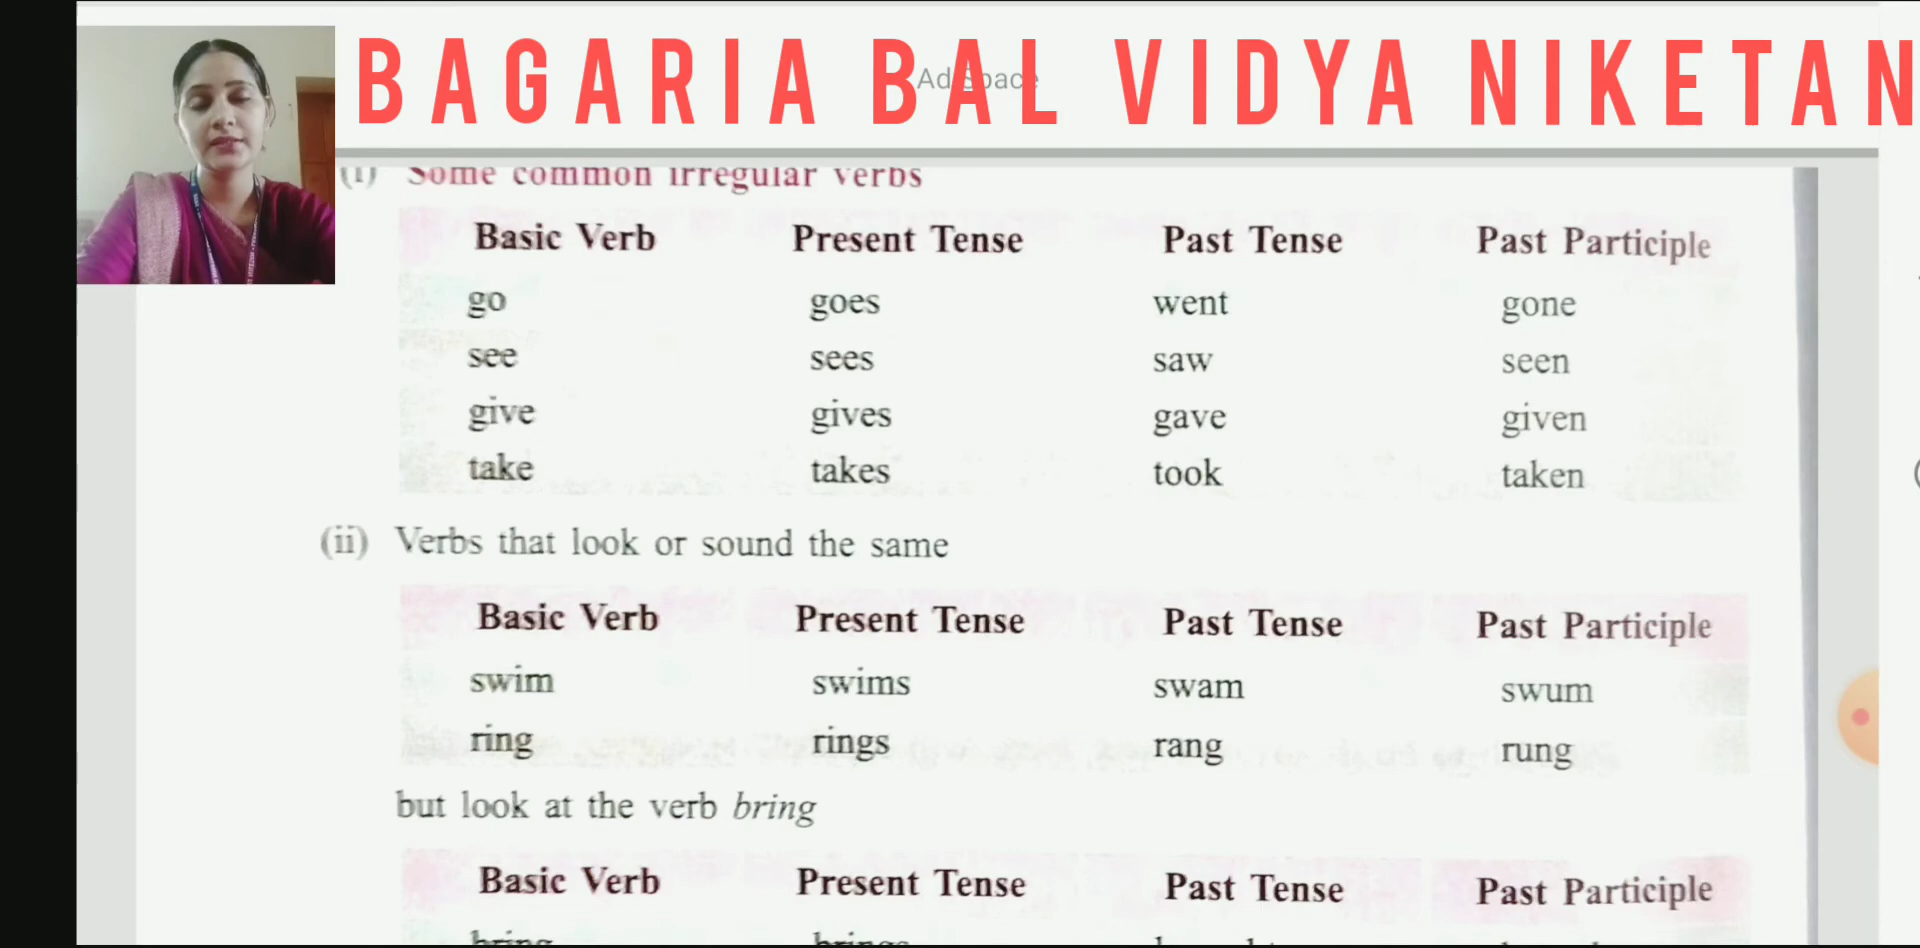 BAGARIA BAL VIDYA NIKETAN
Ad Space
(i) Some common irregular verbs
Basic Verb Present Tense Past Tense Past Participle
go goes went gone
see sees saw seen
give gives gave given
take takes took taken
(ii) Verbs that look or sound the same
Basic Verb Present Tense Past Tense Past Participle
swim swims swam swum
ring rings rang rung
but look at the verb bring
Basic Verb Present Tense Past Tense Past Participle
bring brings